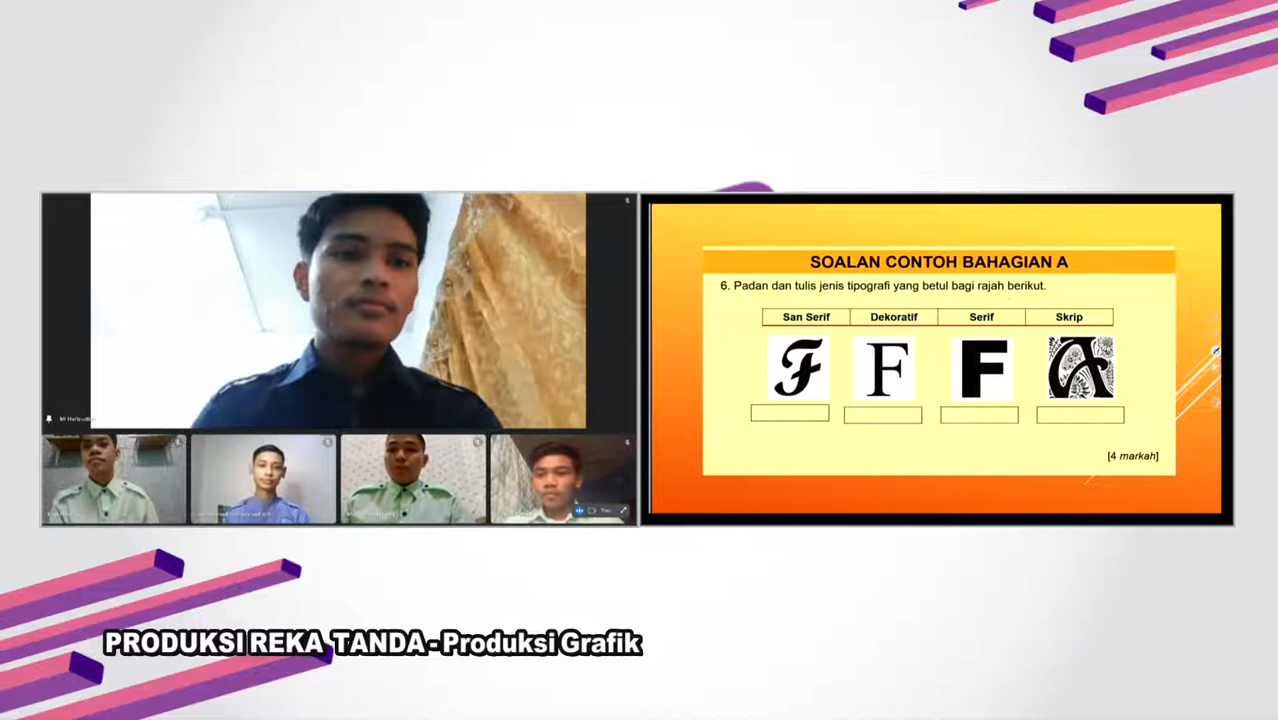 SOALAN CONTOH BAHAGIAN A
6. Padan dan tulis jenis tipografi yang betul bagi rajah berikut.
San Serif Dekoratif Serif Skrip
F F F A
[4 markah]
You
PRODUKSI REKA TANDA - Produksi Grafik